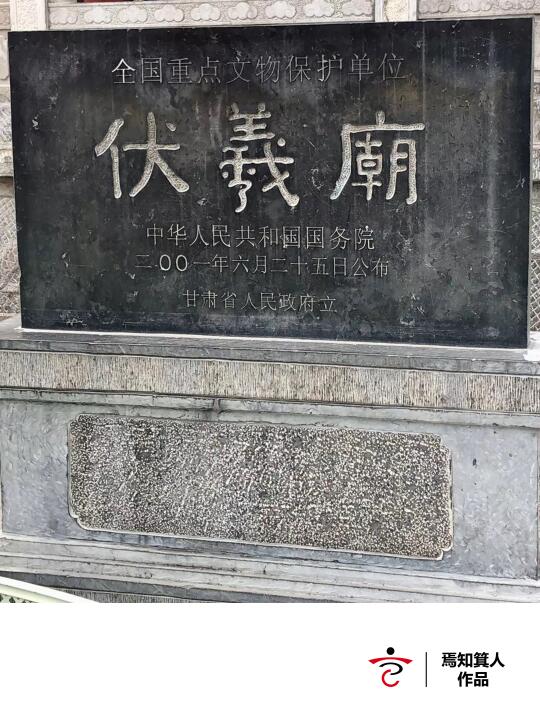 全国重点文物保护单位
伏羲廟
中华人民共和国国务院
二〇〇一年六月二十五日公布
甘肃省人民政府立
焉知箕人
作品